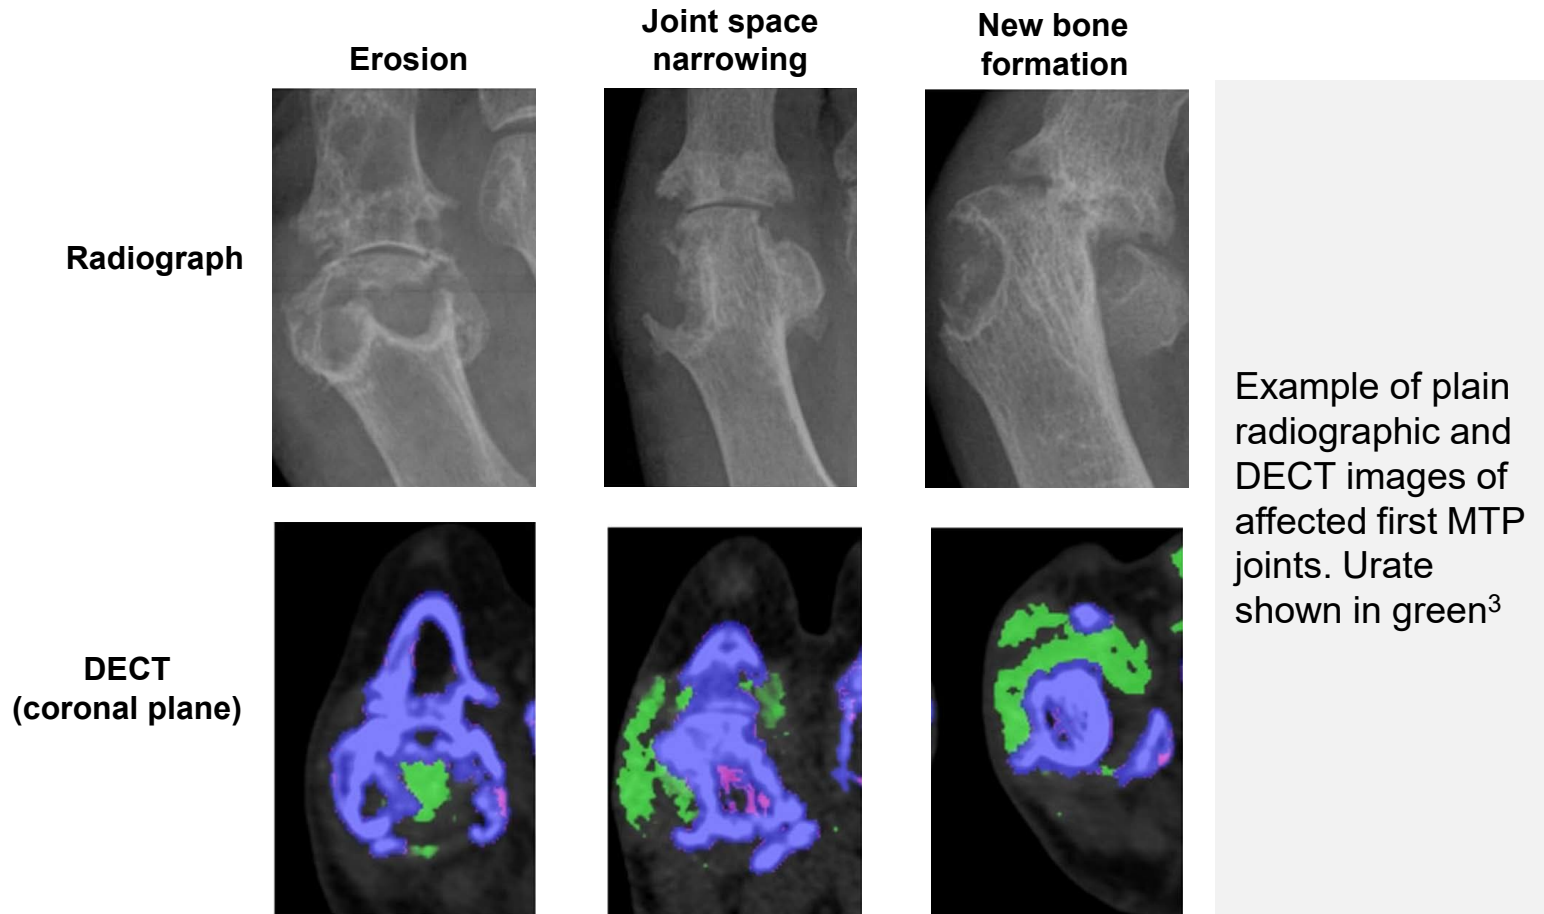 Erosion
Joint space
narrowing
New bone
formation
Radiograph
DECT
(coronal plane)
Example of plain
radiographic and
DECT images of
affected first MTP
joints. Urate
shown in green³